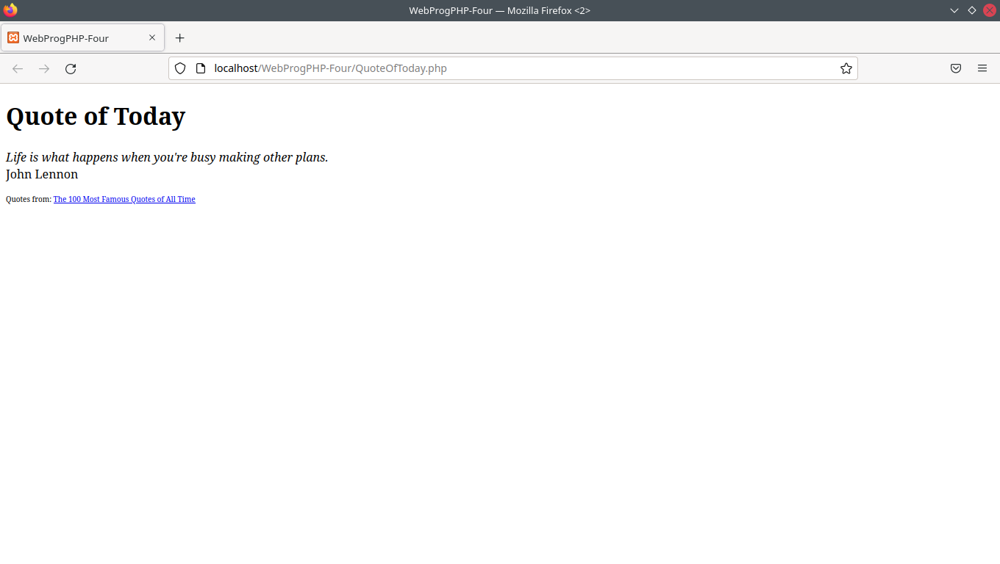 WebProgPHP-Four — Mozilla Firefox <2>
WebProgPHP-Four
localhost/WebProgPHP-Four/QuoteOfToday.php
Quote of Today
Life is what happens when you're busy making other plans.
John Lennon
Quotes from: The 100 Most Famous Quotes of All Time